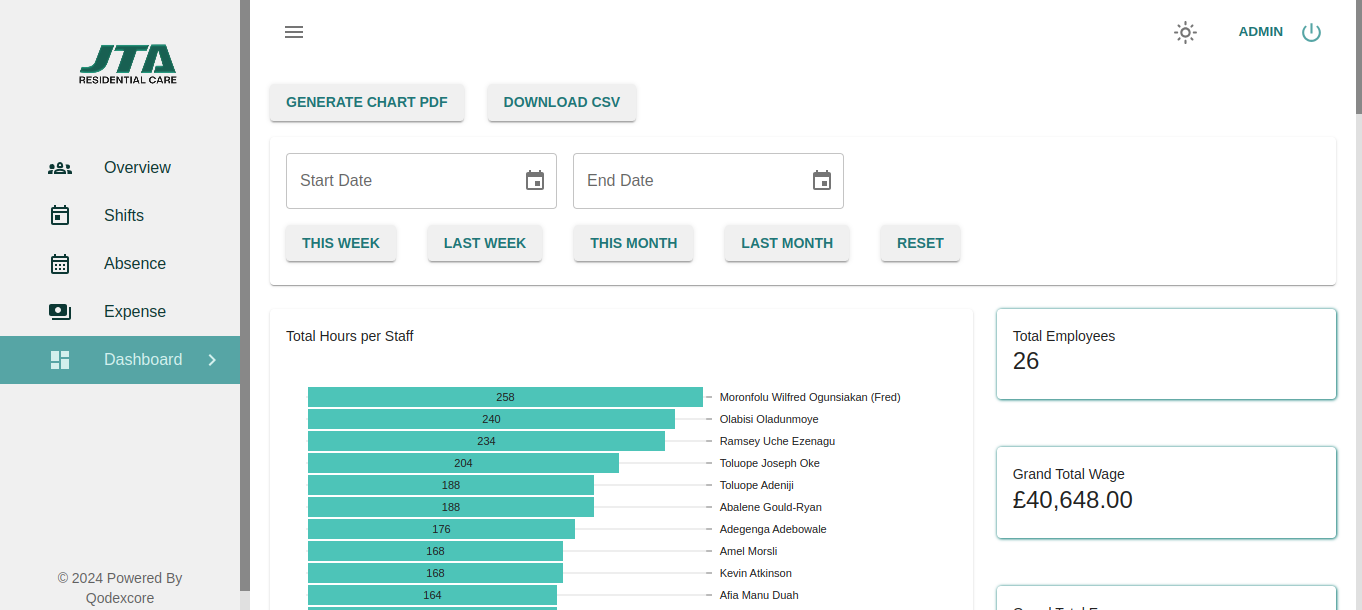 JTA
RESIDENTIAL CARE
Overview
Shifts
Absence
Expense
Dashboard
© 2024 Powered By
Qodexcore
ADMIN
GENERATE CHART PDF DOWNLOAD CSV
Start Date End Date
THIS WEEK LAST WEEK THIS MONTH LAST MONTH RESET
Total Hours per Staff
258 Moronfolu Wilfred Ogunsiakan (Fred)
240 Olabisi Oladunmoye
234 Ramsey Uche Ezenagu
204 Toluope Joseph Oke
188 Toluope Adeniji
188 Abalene Gould-Ryan
176 Adegenga Adebowale
168 Amel Morsli
168 Kevin Atkinson
164 Afia Manu Duah
Total Employees
26
Grand Total Wage
£40,648.00